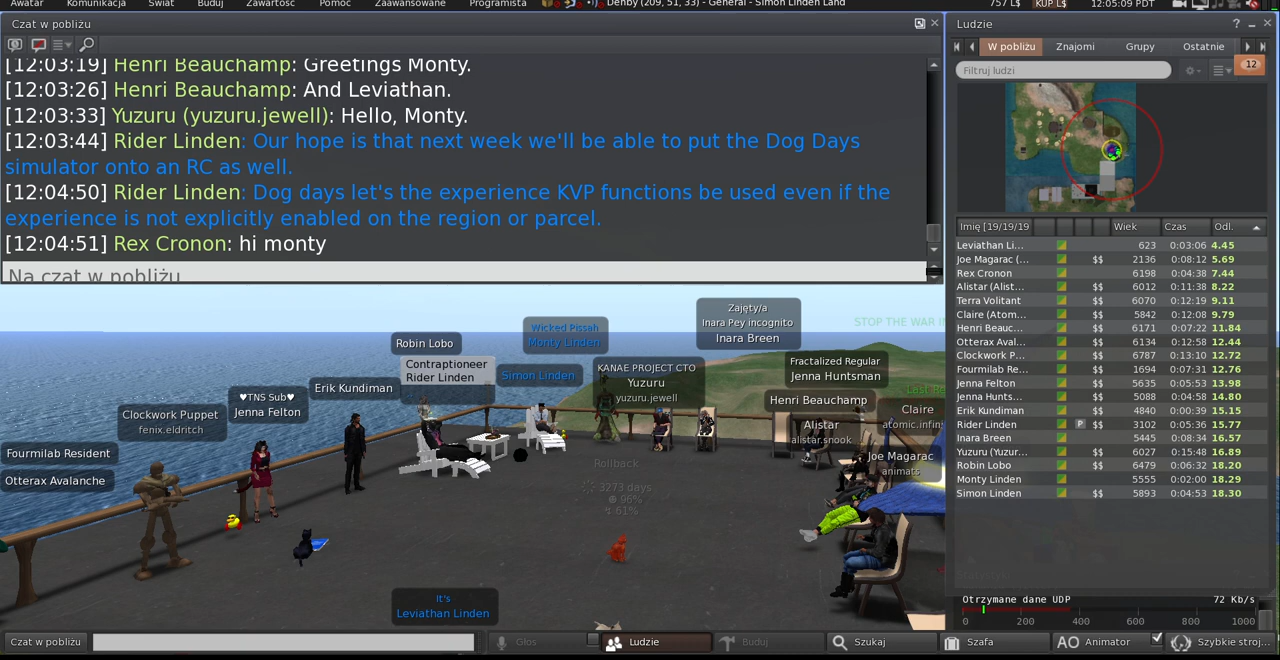 Awatar Komunikacja Świat Buduj Zawartość Pomoc Zaawansowane Programista Denby (209, 51, 33) - General - Simon Linden Land 757 L$ KUP L$ 12:05:09 PDT
Czat w pobliżu
[12:03:19] Henri Beauchamp: Greetings Monty.
[12:03:26] Henri Beauchamp: And Leviathan.
[12:03:33] Yuzuru (yuzuru.jewell): Hello, Monty.
[12:03:44] Rider Linden: Our hope is that next week we'll be able to put the Dog Days
simulator onto an RC as well.
[12:04:50] Rider Linden: Dog days let's the experience KVP functions be used even if the
experience is not explicitly enabled on the region or parcel.
[12:04:51] Rex Cronon: hi monty
Na czat w pobliżu
Ludzie
W pobliżu Znajomi Grupy Ostatnie
12
Filtruj ludzi
Imię [19/19/19 Wiek Czas Odl.
Leviathan Li... 623 0:03:06 4.45
Joe Magarac (... $$ 2136 0:08:12 5.69
Rex Cronon 6198 0:04:38 7.44
Alistar (Alist... $$ 6012 0:11:38 8.22
Terra Volitant $$ 6070 0:12:19 9.11
Claire (Atom... $$ 5842 0:12:08 9.79
Henri Beauc... $$ 6171 0:07:22 11.84
Otterax Aval... $$ 6134 0:12:58 12.44
Clockwork P... $$ 6787 0:13:10 12.72
Fourmilab Re... $$ 1694 0:07:31 12.76
Jenna Felton $$ 5635 0:05:53 13.98
Jenna Hunts... $$ 5088 0:04:58 14.80
Erik Kundiman $$ 4840 0:00:39 15.15
Rider Linden P $$ 3102 0:05:36 15.77
Inara Breen 5445 0:08:34 16.57
Yuzuru (Yuzur... $$ 6027 0:15:48 16.89
Robin Lobo $$ 6479 0:06:32 18.20
Monty Linden 5555 0:02:00 18.29
Simon Linden $$ 5893 0:04:53 18.30
Otrzymane dane UDP 72 Kb/s
0 200 400 600 800 1000
STOP THE WAR I
Zajęty/a
Inara Pey incognito
Inara Breen
Wicked Pissah
Monty Linden
Robin Lobo
Contraptioneer
Rider Linden
Simon Linden
KANAE PROJECT CTO
Yuzuru
yuzuru.jewell
Fractalized Regular
Jenna Huntsman
Last Re
Henri Beauchamp
Claire
atomic.infin
Alistar
alistar.snook
Joe Magarac
animats
Erik Kundiman
♥TNS Sub♥
Jenna Felton
Clockwork Puppet
fenix.eldritch
Fourmilab Resident
Otterax Avalanche
Rollback
3273 days
96%
61%
It's
Leviathan Linden
Czat w pobliżu Głos Ludzie Buduj Szukaj Szafa AO Animator Szybkie stroj...